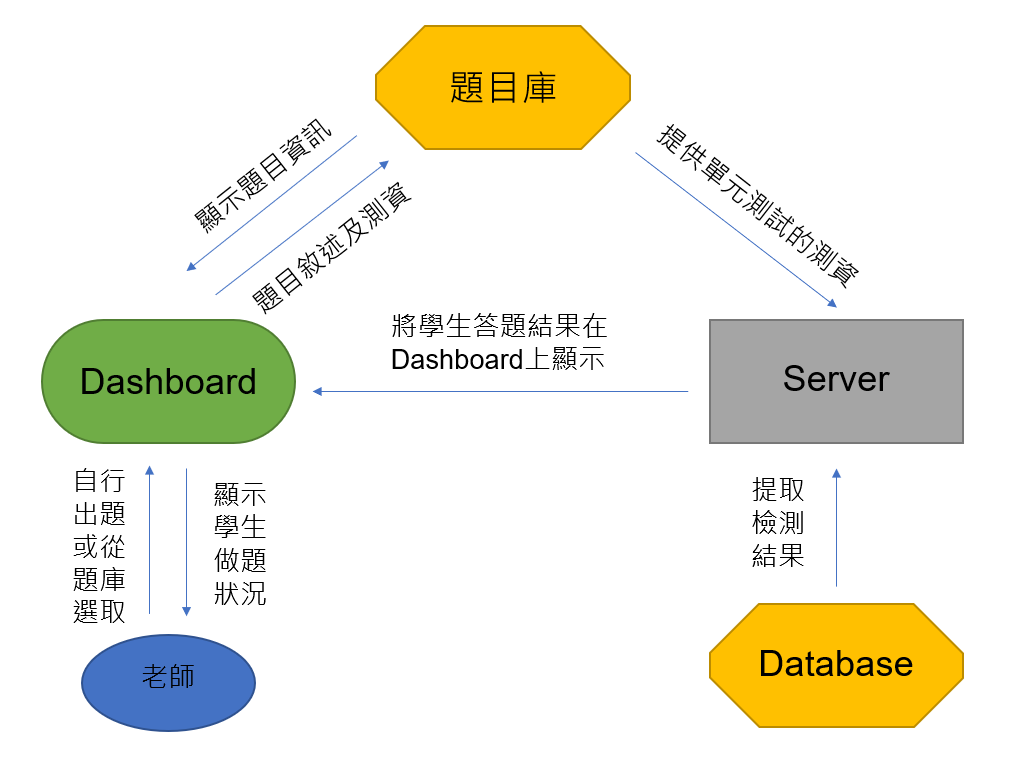 題目庫
顯示題目資訊
題目敘述及測資
提供單元測試的測資
將學生答題結果在
Dashboard上顯示
Dashboard
Server
自行
出題
或從
題庫
選取
顯示
學生
做題
狀況
提取
檢測
結果
老師
Database